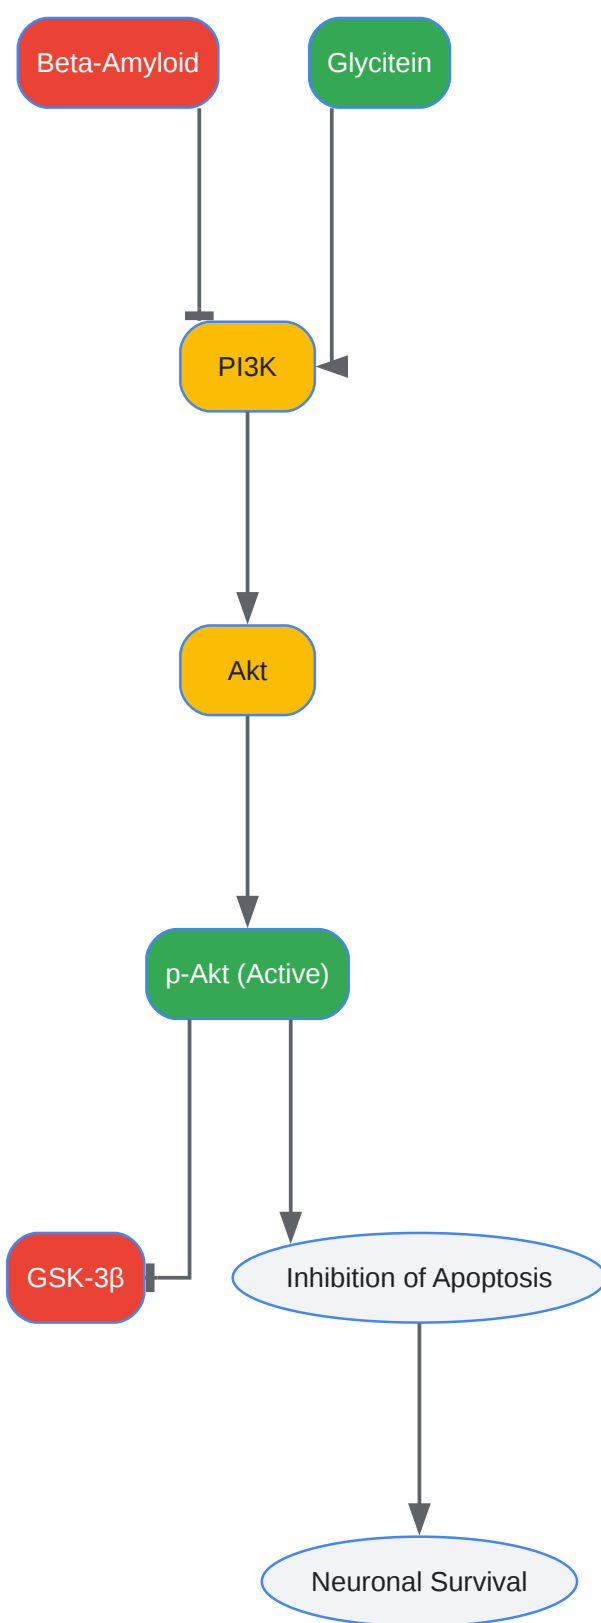 Beta-Amyloid
Glycitein
PI3K
Akt
p-Akt (Active)
GSK-3β
Inhibition of Apoptosis
Neuronal Survival